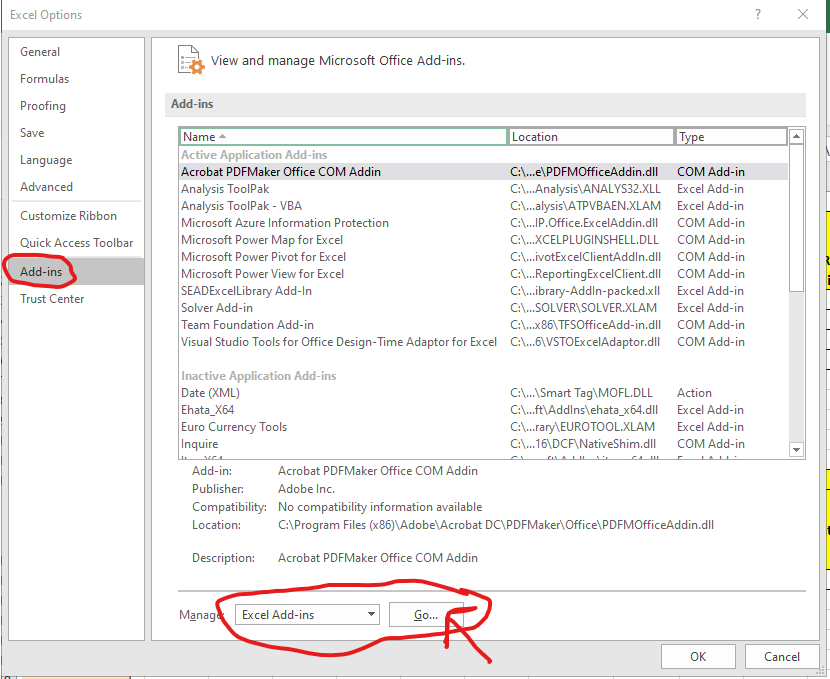 Excel Options ?
General
Formulas
Proofing
Save
Language
Advanced
Customize Ribbon
Quick Access Toolbar
Add-ins
Trust Center
View and manage Microsoft Office Add-ins.
Add-ins
Name Location Type
Active Application Add-ins
Acrobat PDFMaker Office COM Addin C:\...e\PDFMOfficeAddin.dll COM Add-in
Analysis ToolPak C:\...Analysis\ANALYS32.XLL Excel Add-in
Analysis ToolPak - VBA C:\...alysis\ATPVBAEN.XLAM Excel Add-in
Microsoft Azure Information Protection C:\...IP.Office.ExcelAddin.dll COM Add-in
Microsoft Power Map for Excel C:\...XCELPLUGINSHELL.DLL COM Add-in
Microsoft Power Pivot for Excel C:\...ivotExcelClientAddIn.dll COM Add-in
Microsoft Power View for Excel C:\...ReportingExcelClient.dll COM Add-in
SEADExcelLibrary Add-In C:\...ibrary-AddIn-packed.xll Excel Add-in
Solver Add-in C:\...SOLVER\SOLVER.XLAM Excel Add-in
Team Foundation Add-in C:\...x86\TFSOfficeAdd-in.dll COM Add-in
Visual Studio Tools for Office Design-Time Adaptor for Excel C:\...6\VSTOExcelAdaptor.dll COM Add-in
Inactive Application Add-ins
Date (XML) C:\...\Smart Tag\MOFL.DLL Action
Ehata_X64 C:\...ft\AddIns\ehata_x64.dll Excel Add-in
Euro Currency Tools C:\...rary\EUROTOOL.XLAM Excel Add-in
Inquire C:\...16\DCF\NativeShim.dll COM Add-in
Add-in: Acrobat PDFMaker Office COM Addin
Publisher: Adobe Inc.
Compatibility: No compatibility information available
Location: C:\Program Files (x86)\Adobe\Acrobat DC\PDFMaker\Office\PDFMOfficeAddin.dll
Description: Acrobat PDFMaker Office COM Addin
Manage: Excel Add-ins Go...
OK Cancel